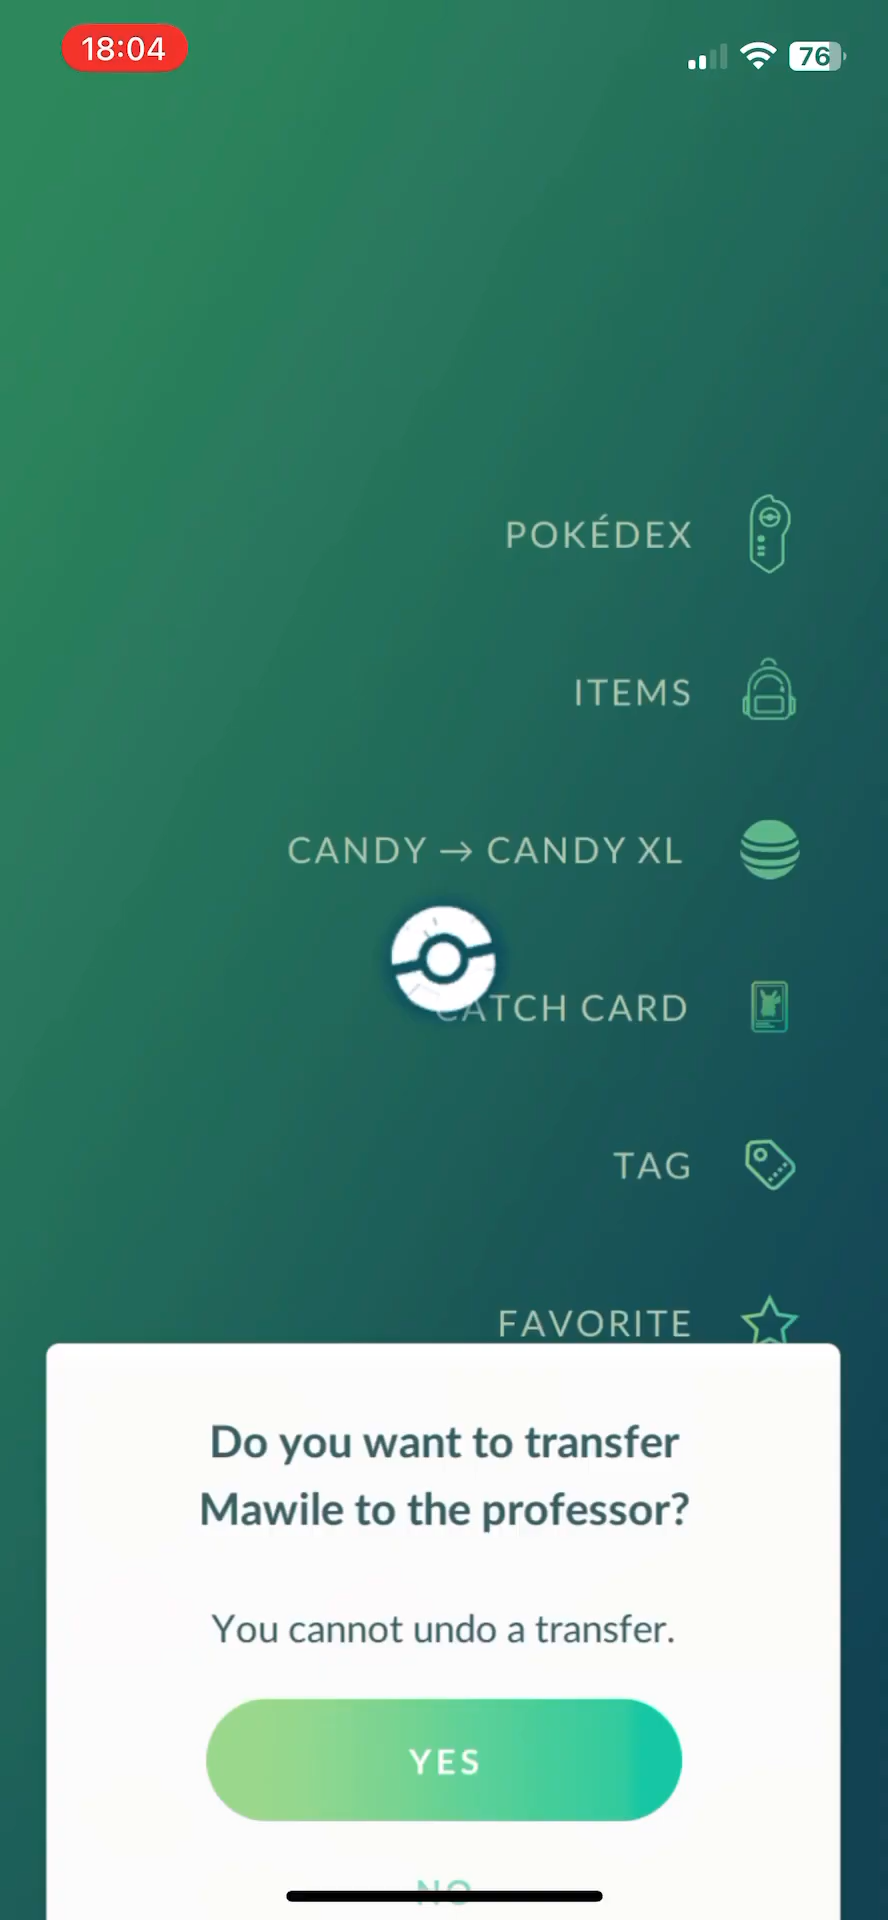 18:04
76
POKÉDEX
ITEMS
CANDY → CANDY XL
CATCH CARD
TAG
FAVORITE
Do you want to transfer
Mawile to the professor?
You cannot undo a transfer.
YES
NO